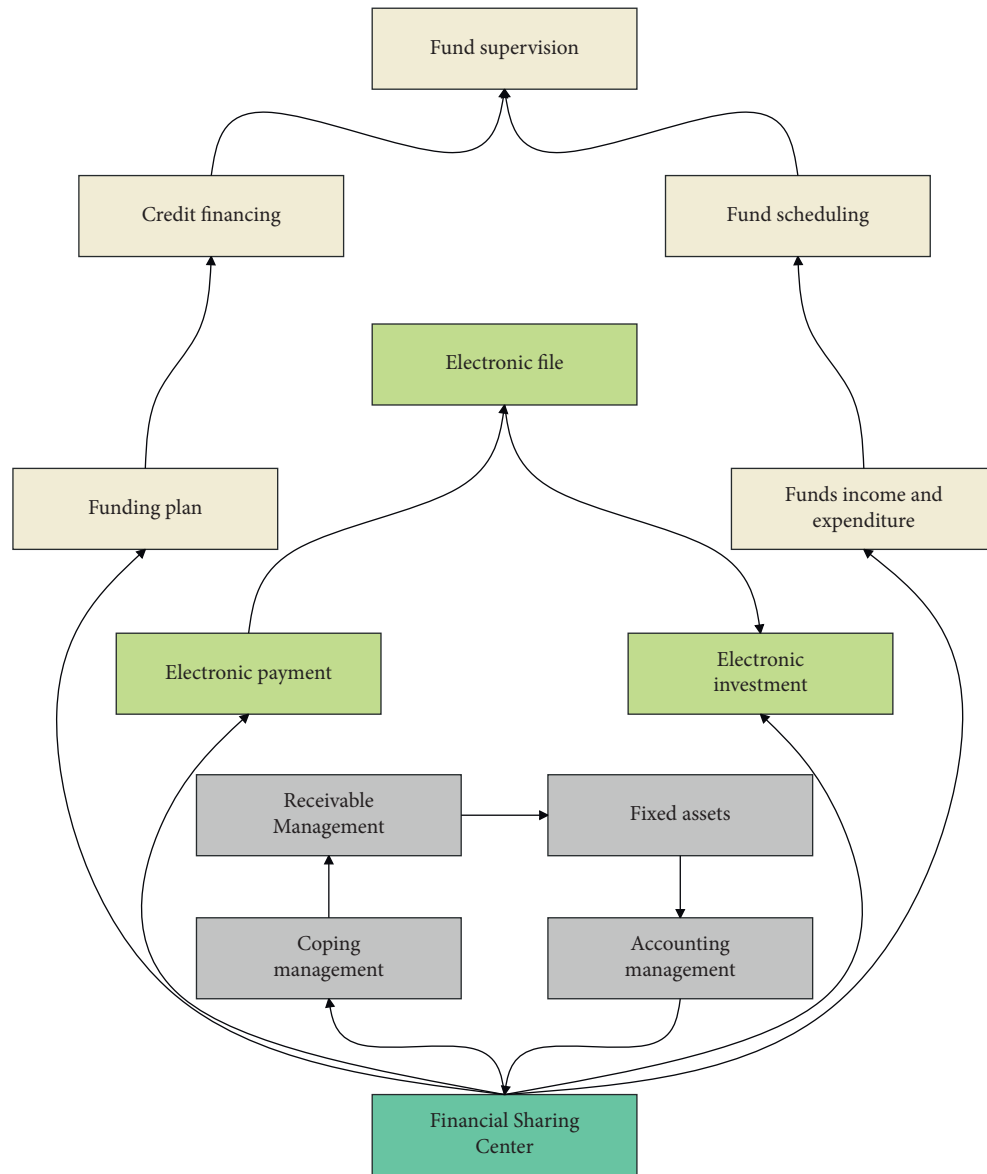 Fund supervision
Credit financing
Fund scheduling
Electronic file
Funding plan
Funds income and
expenditure
Electronic payment
Electronic
investment
Receivable
Management
Fixed assets
Coping
management
Accounting
management
Financial Sharing
Center